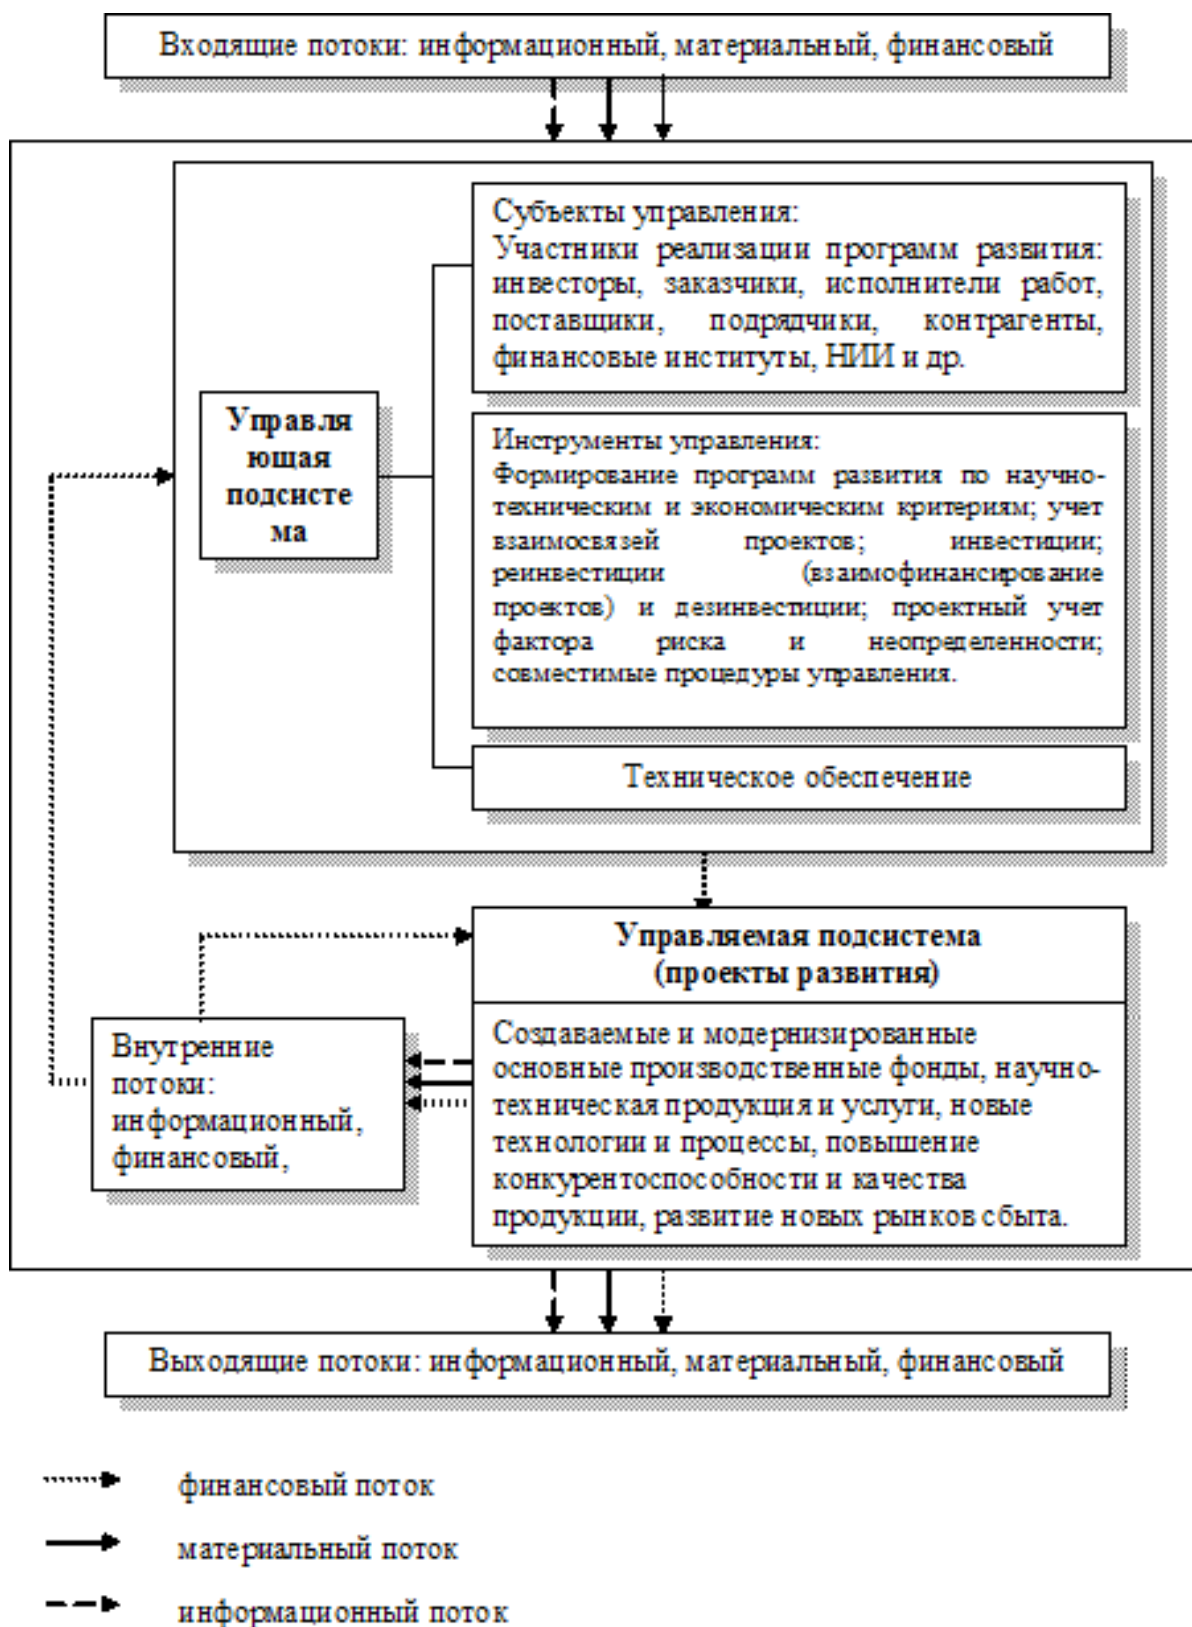 Входящие потоки: информационный, материальный, финансовый
Субъекты управления:
Участники реализации программ развития:
инвесторы, заказчики, исполнители работ,
поставщики, подрядчики, контрагенты,
финансовые институты, НИИ и др.
Управля
ющая
подсисте
ма
Инструменты управления:
Формирование программ развития по научно-
техническим и экономическим критериям; учет
взаимосвязей проектов; инвестиции;
реинвестиции (взаимофинансирование
проектов) и дезинвестиции; проектный учет
фактора риска и неопределенности;
совместимые процедуры управления.
Техническое обеспечение
Управляемая подсистема
(проекты развития)
Внутренние
потоки:
информационный,
финансовый,
Создаваемые и модернизированные
основные производственные фонды, научно-
техническая продукция и услуги, новые
технологии и процессы, повышение
конкурентоспособности и качества
продукции, развитие новых рынков сбыта.
Выходящие потоки: информационный, материальный, финансовый
финансовый поток
материальный поток
информационный поток